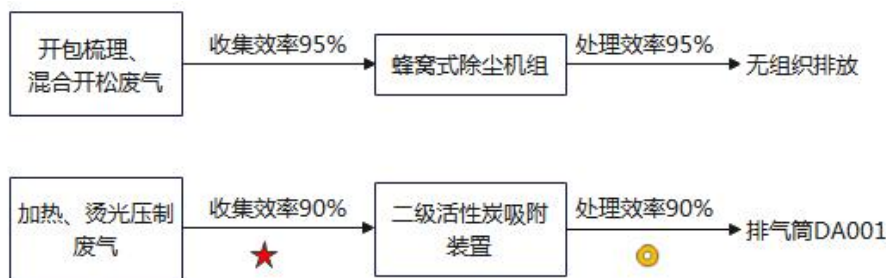 开包梳理、
混合开松废气
收集效率95%
蜂窝式除尘机组
处理效率95%
无组织排放
加热、烫光压制
废气
收集效率90%
二级活性炭吸附
装置
处理效率90%
排气筒DA001